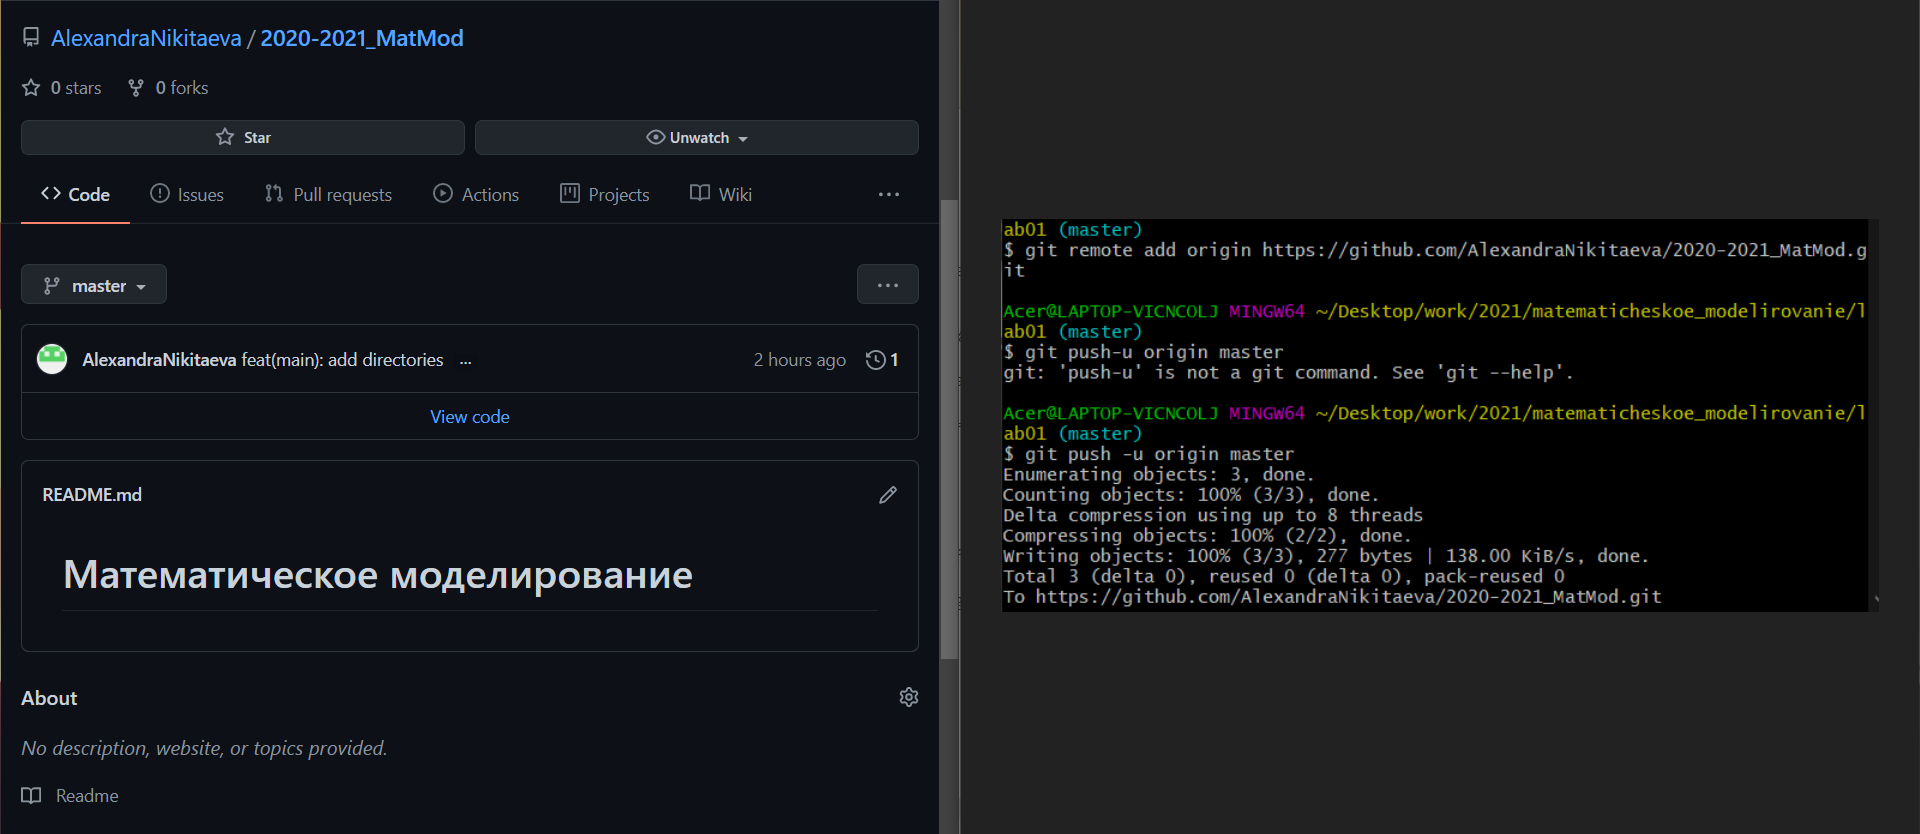 AlexandraNikitaeva / 2020-2021_MatMod
0 stars 0 forks
Star
Unwatch
Code Issues Pull requests Actions Projects Wiki ...
master
...
AlexandraNikitaeva feat(main): add directories ... 2 hours ago 1
View code
README.md
Математическое моделирование
About
No description, website, or topics provided.
Readme
ab01 (master)
$ git remote add origin https://github.com/AlexandraNikitaeva/2020-2021_MatMod.g
it
Acer@LAPTOP-VICNCOLJ MINGW64 ~/Desktop/work/2021/matematicheskoe_modelirovanie/l
ab01 (master)
$ git push-u origin master
git: 'push-u' is not a git command. See 'git --help'.
Acer@LAPTOP-VICNCOLJ MINGW64 ~/Desktop/work/2021/matematicheskoe_modelirovanie/l
ab01 (master)
$ git push -u origin master
Enumerating objects: 3, done.
Counting objects: 100% (3/3), done.
Delta compression using up to 8 threads
Compressing objects: 100% (2/2), done.
Writing objects: 100% (3/3), 277 bytes | 138.00 KiB/s, done.
Total 3 (delta 0), reused 0 (delta 0), pack-reused 0
To https://github.com/AlexandraNikitaeva/2020-2021_MatMod.git